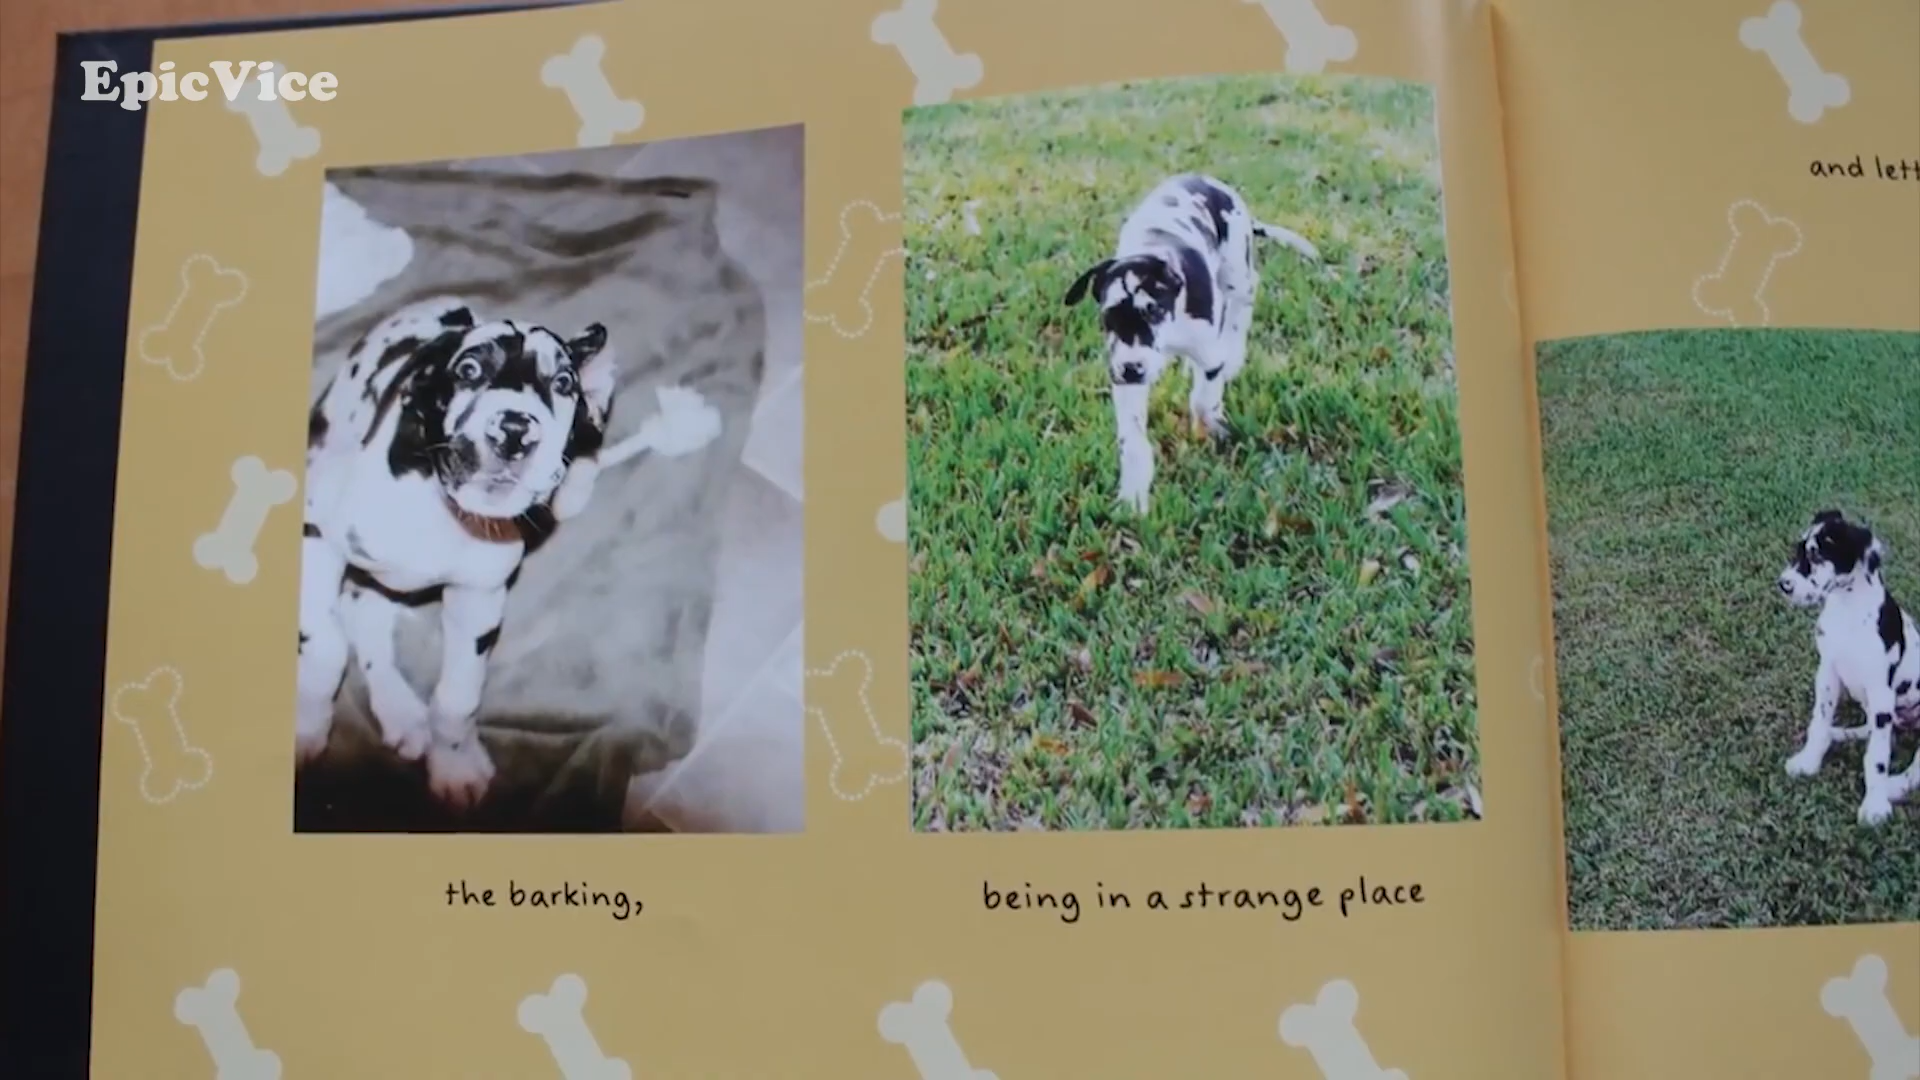 EpicVice
the barking,
being in a strange place
and lett